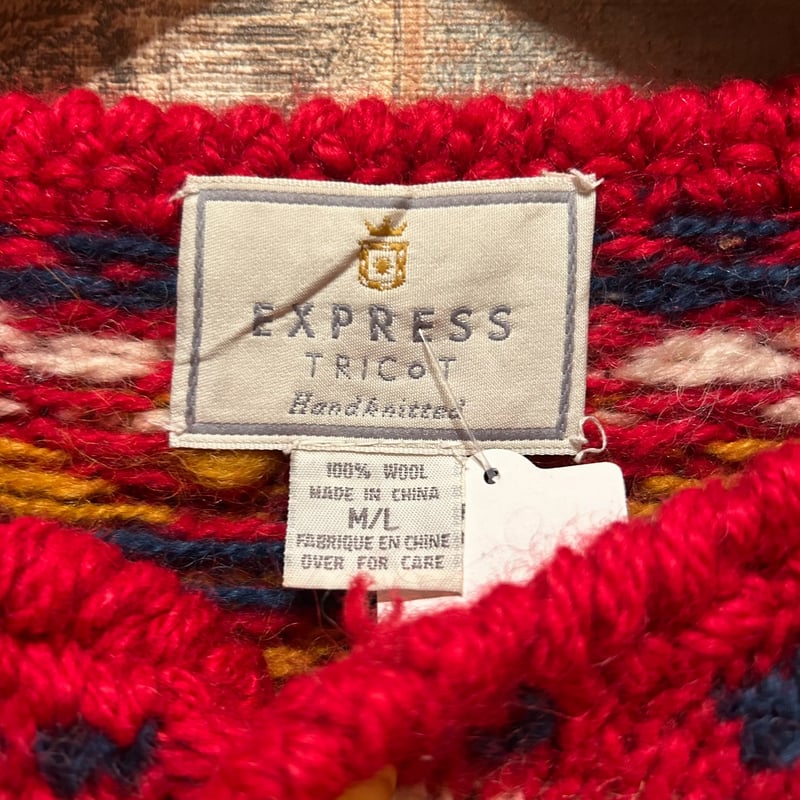 EXPRESS
TRICOT
Handknitted
100% WOOL
MADE IN CHINA
M/L
FABRIQUE EN CHINE
OVER FOR CARE